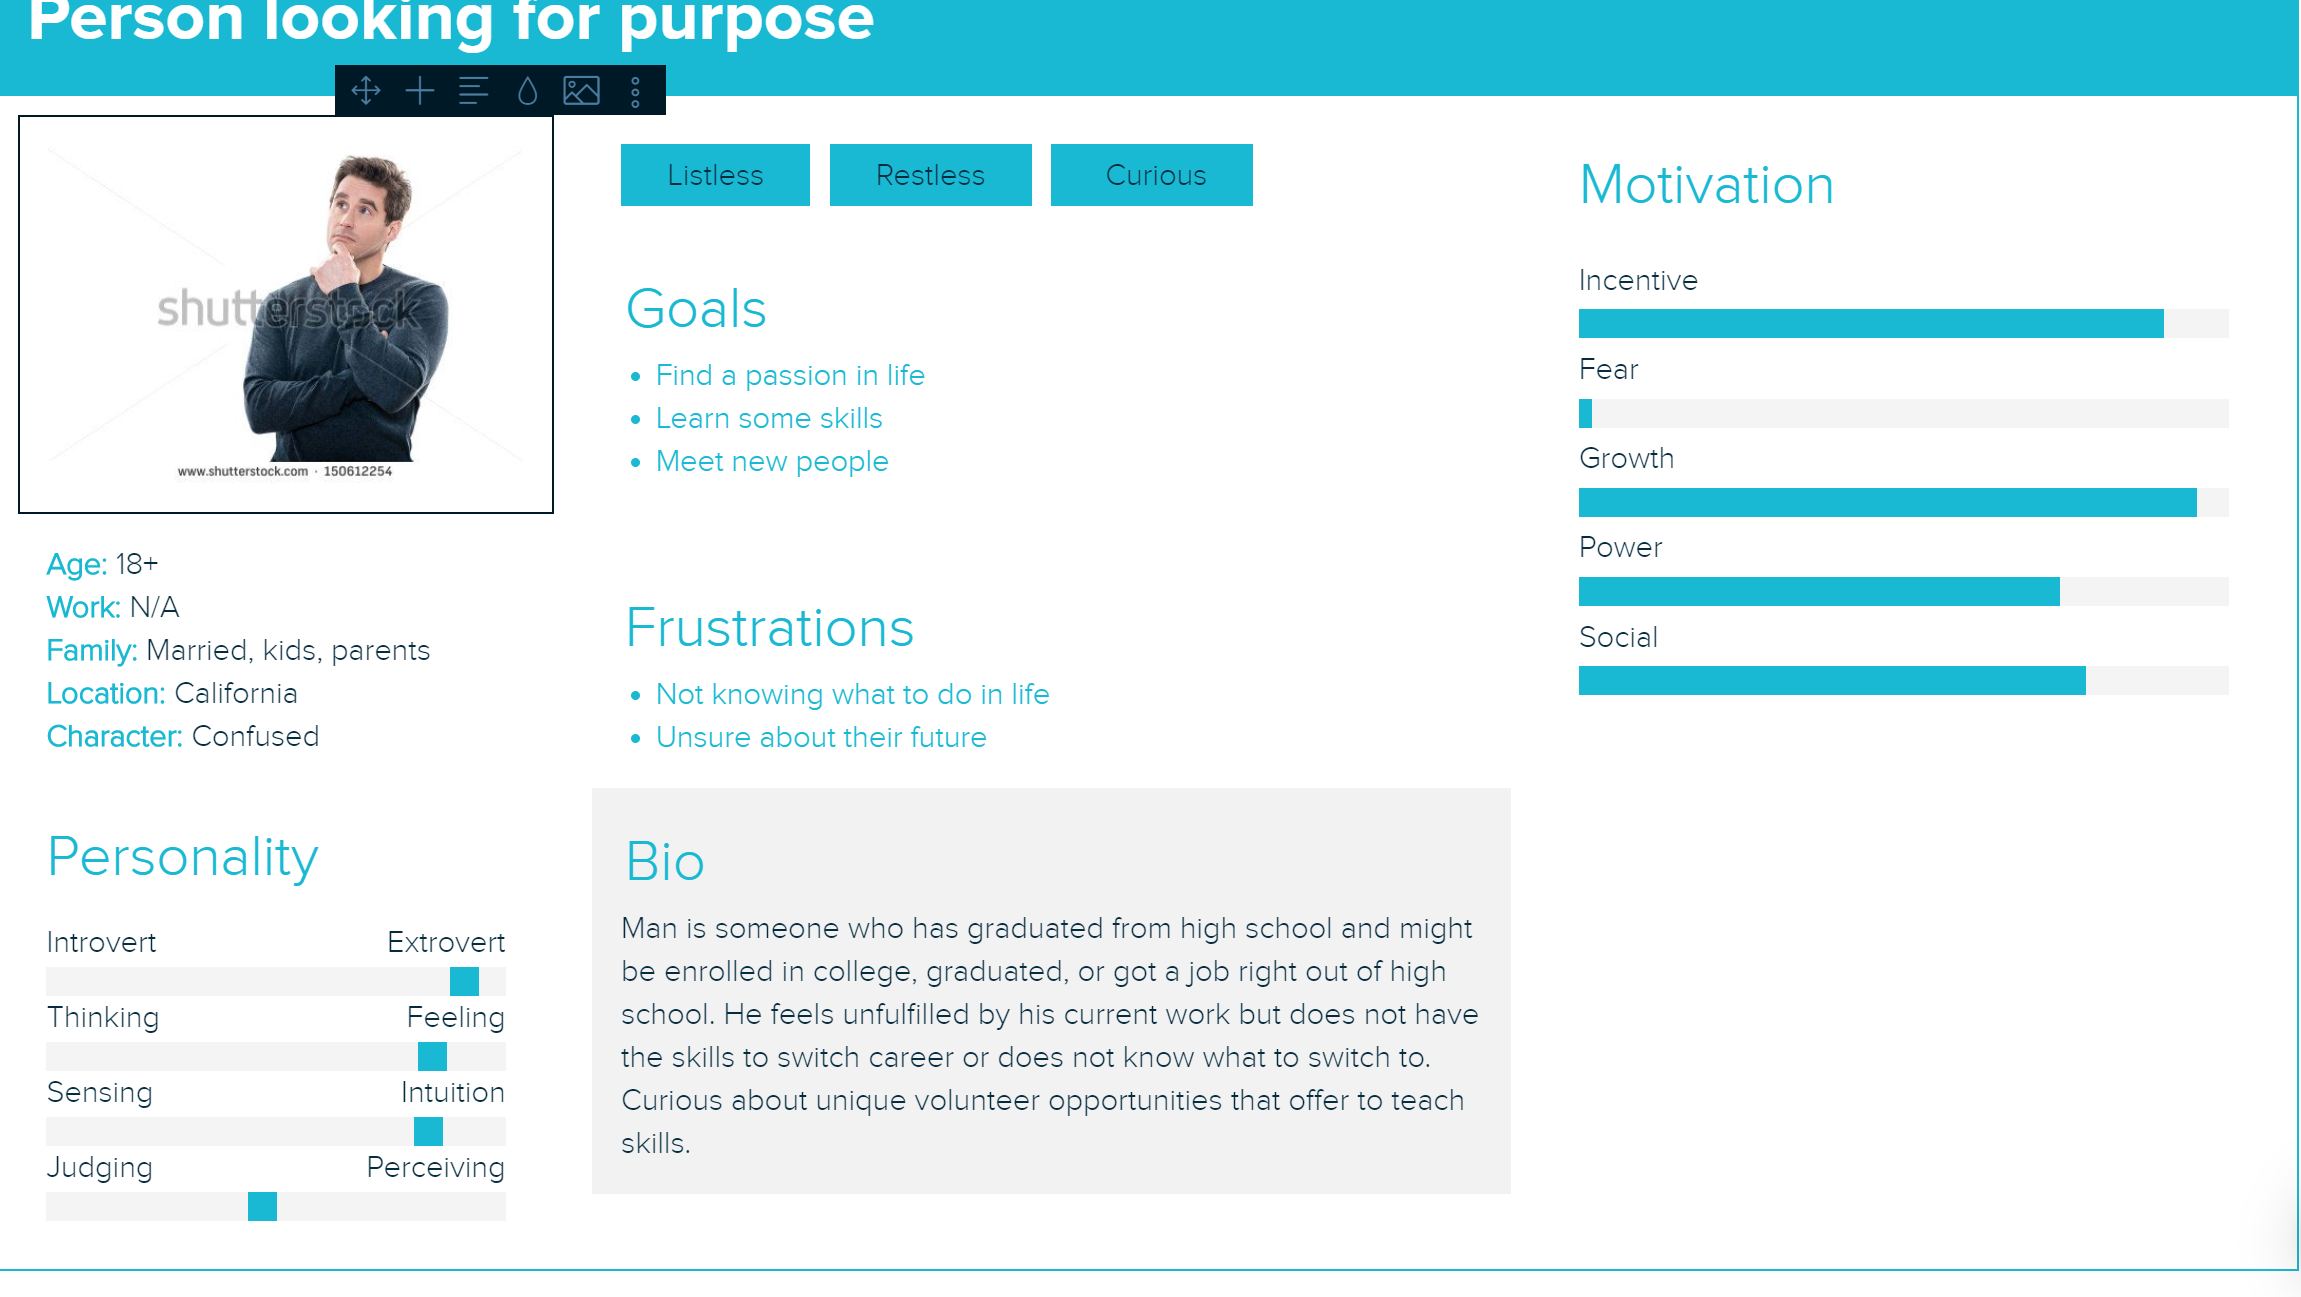 Person looking for purpose
shutterstock
www.shutterstock.com · 150612254
Age: 18+
Work: N/A
Family: Married, kids, parents
Location: California
Character: Confused
Personality
Introvert Extrovert
Thinking Feeling
Sensing Intuition
Judging Perceiving
Listless Restless Curious
Goals
• Find a passion in life
• Learn some skills
• Meet new people
Frustrations
• Not knowing what to do in life
• Unsure about their future
Bio
Man is someone who has graduated from high school and might
be enrolled in college, graduated, or got a job right out of high
school. He feels unfulfilled by his current work but does not have
the skills to switch career or does not know what to switch to.
Curious about unique volunteer opportunities that offer to teach
skills.
Motivation
Incentive
Fear
Growth
Power
Social